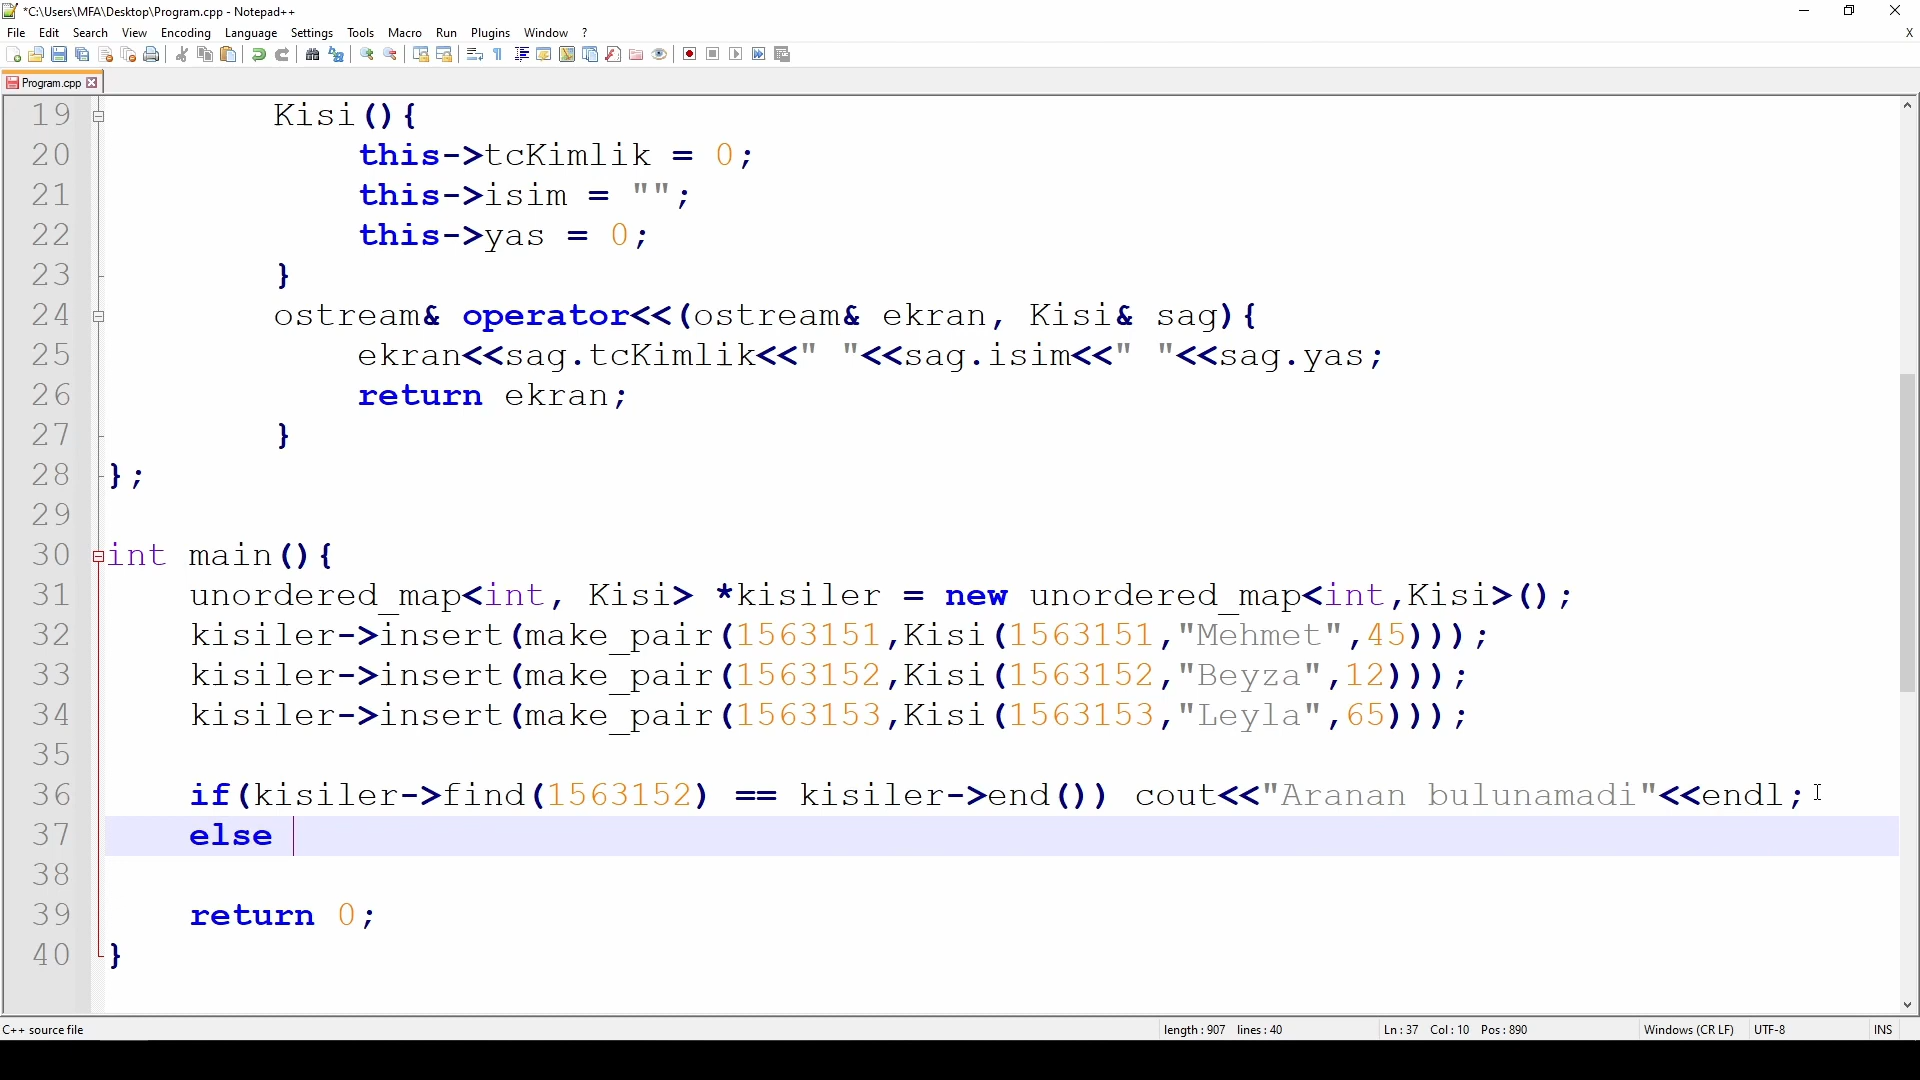 *C:\Users\MFA\Desktop\Program.cpp - Notepad++
File Edit Search View Encoding Language Settings Tools Macro Run Plugins Window ? X
Program.cpp
19 Kisi(){
20 this->tcKimlik = 0;
21 this->isim = "";
22 this->yas = 0;
23 }
24 ostream& operator<<(ostream& ekran, Kisi& sag){
25 ekran<<sag.tcKimlik<<" "<<sag.isim<<" "<<sag.yas;
26 return ekran;
27 }
28 };
29
30 int main(){
31 unordered_map<int, Kisi> *kisiler = new unordered_map<int,Kisi>();
32 kisiler->insert(make_pair(1563151,Kisi(1563151,"Mehmet",45)));
33 kisiler->insert(make_pair(1563152,Kisi(1563152,"Beyza",12)));
34 kisiler->insert(make_pair(1563153,Kisi(1563153,"Leyla",65)));
35
36 if(kisiler->find(1563152) == kisiler->end()) cout<<"Aranan bulunamadi"<<endl;
37 else
38
39 return 0;
40 }
C++ source file length : 907 lines : 40 Ln : 37 Col : 10 Pos : 890 Windows (CR LF) UTF-8 INS